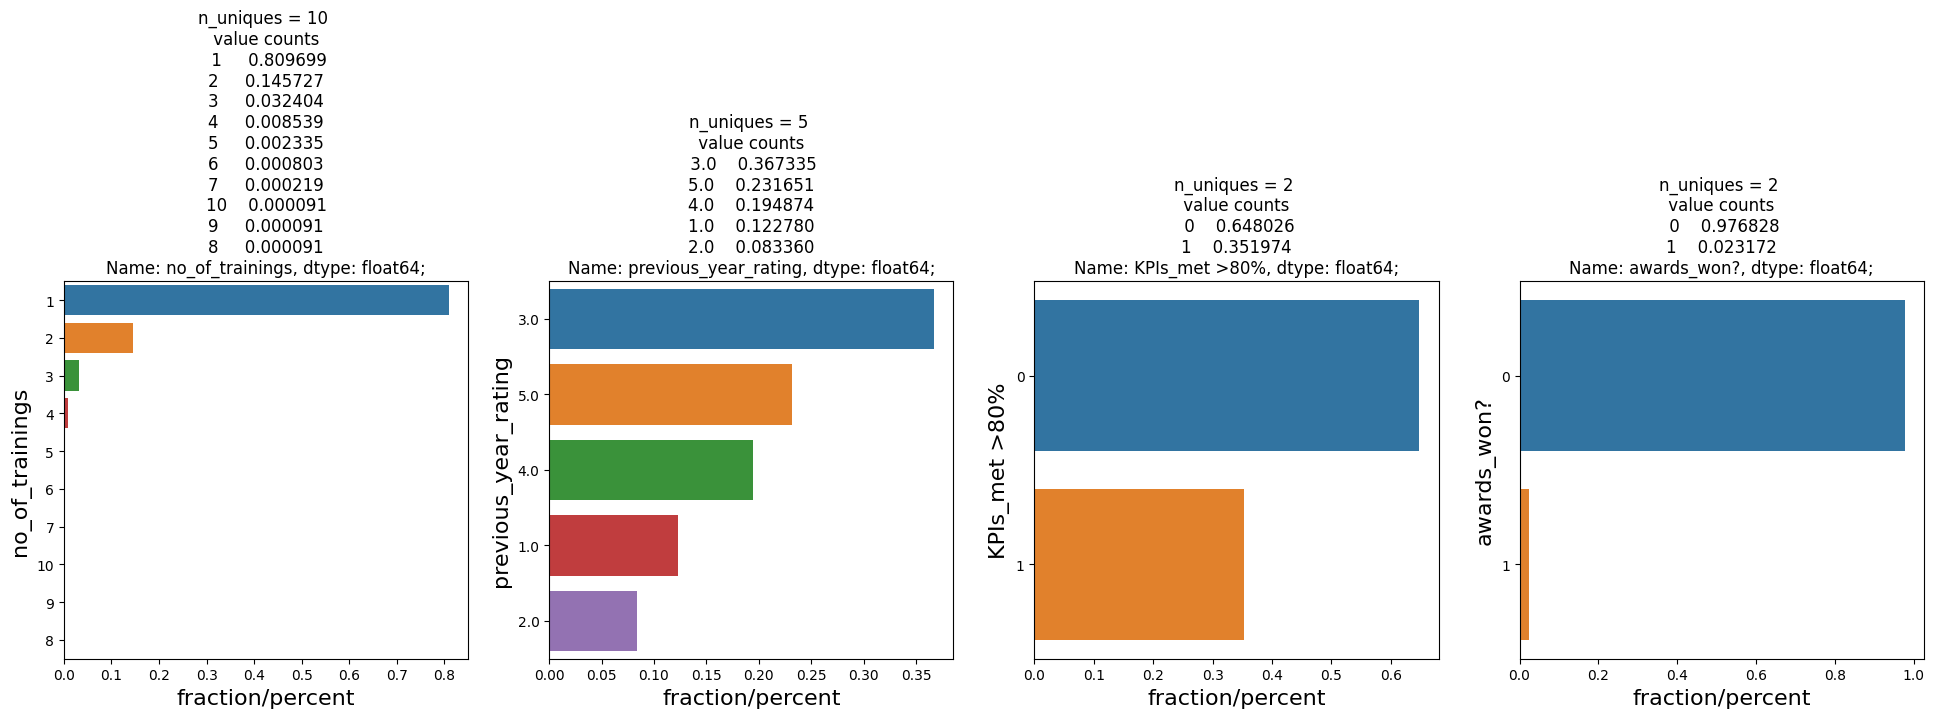 n_uniques = 10
value counts
1 0.809699
2 0.145727
3 0.032404
4 0.008539
5 0.002335
6 0.000803
7 0.000219
10 0.000091
9 0.000091
8 0.000091
Name: no_of_trainings, dtype: float64;
no_of_trainings
1
2
3
4
5
6
7
10
9
8
0.0 0.1 0.2 0.3 0.4 0.5 0.6 0.7 0.8
fraction/percent
n_uniques = 5
value counts
3.0 0.367335
5.0 0.231651
4.0 0.194874
1.0 0.122780
2.0 0.083360
Name: previous_year_rating, dtype: float64;
previous_year_rating
3.0
5.0
4.0
1.0
2.0
0.00 0.05 0.10 0.15 0.20 0.25 0.30 0.35
fraction/percent
n_uniques = 2
value counts
0 0.648026
1 0.351974
Name: KPIs_met >80%, dtype: float64;
KPIs_met >80%
0
1
0.0 0.1 0.2 0.3 0.4 0.5 0.6
fraction/percent
n_uniques = 2
value counts
0 0.976828
1 0.023172
Name: awards_won?, dtype: float64;
awards_won?
0
1
0.0 0.2 0.4 0.6 0.8 1.0
fraction/percent